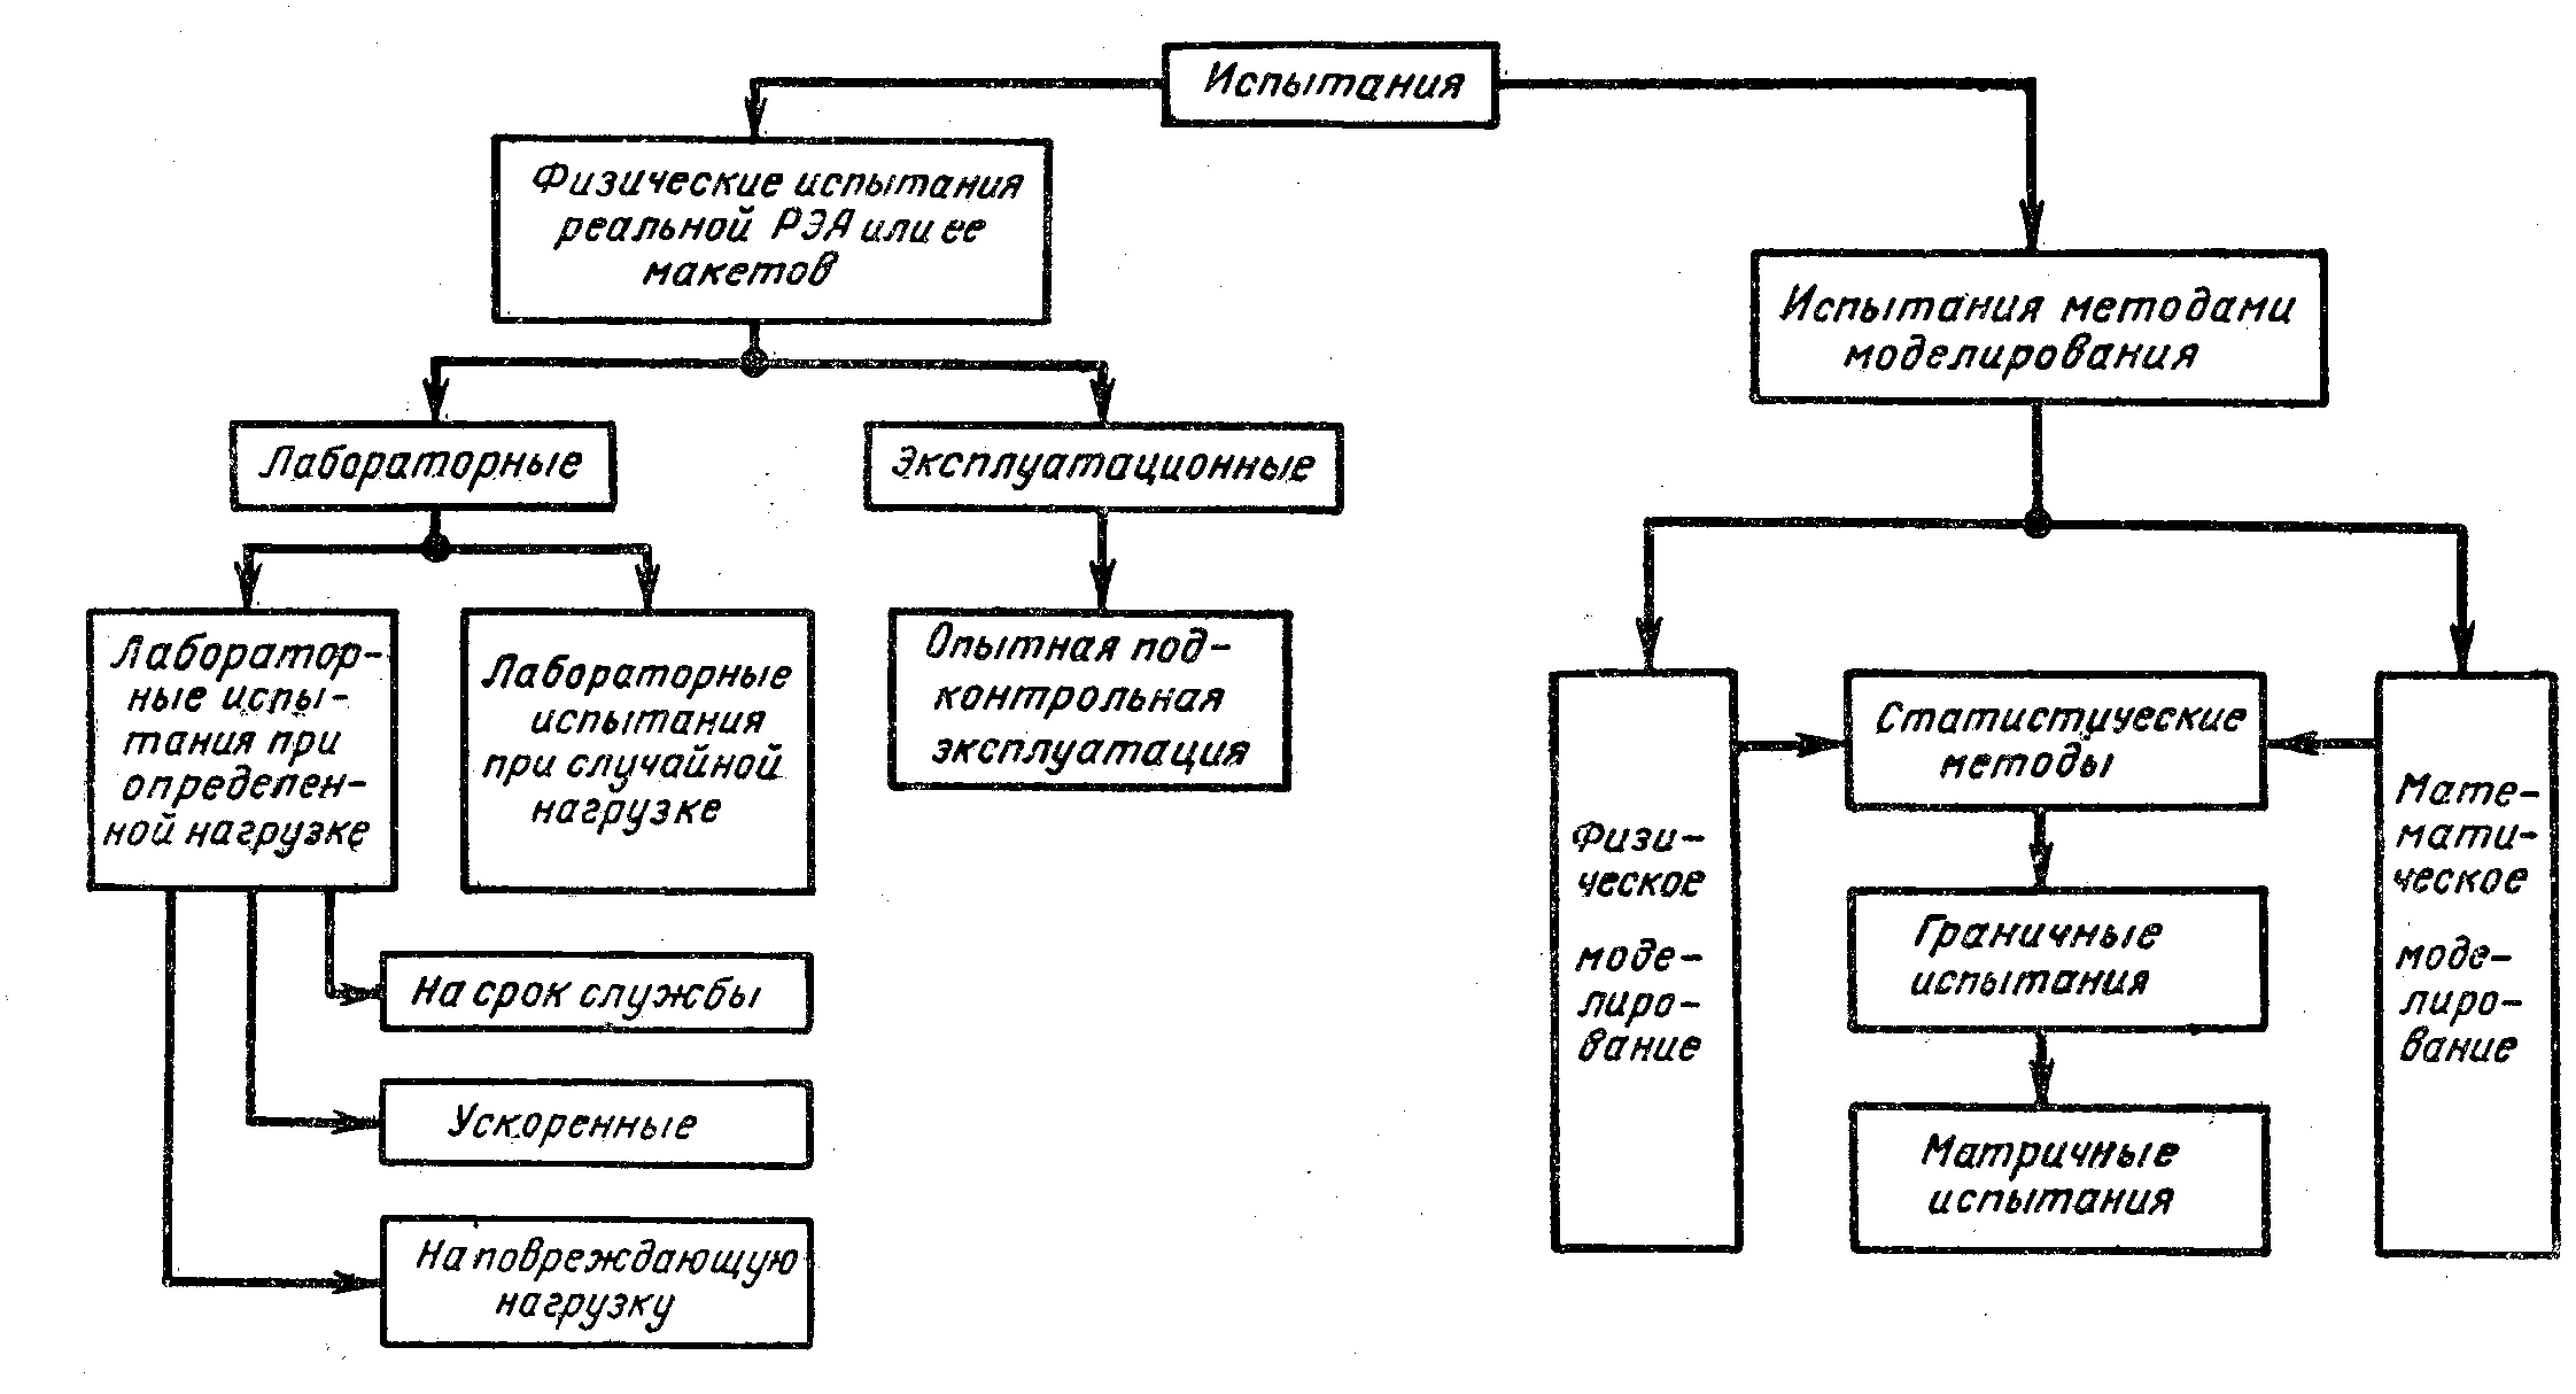 Испытания
Физические испытания
реальной РЭА или ее
макетов
Испытания методами
моделирования
Лабораторные
Эксплуатационные
Лаборатор-
ные испы-
тания при
определен-
ной нагрузке
Лабораторные
испытания
при случайной
нагрузке
Опытная под-
контрольная
эксплуатация
На срок службы
Ускоренные
На повреждающую
нагрузку
Физи-
ческое
моде-
лиро-
вание
Статистические
методы
Граничные
испытания
Матричные
испытания
Мате-
мати-
ческое
моде-
лиро-
вание